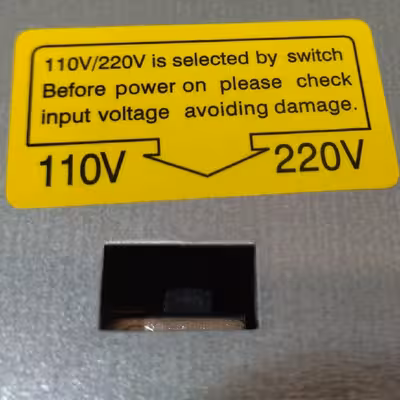 110V/220V is selected by switch
Before power on please check
input voltage avoiding damage.
110V 220V